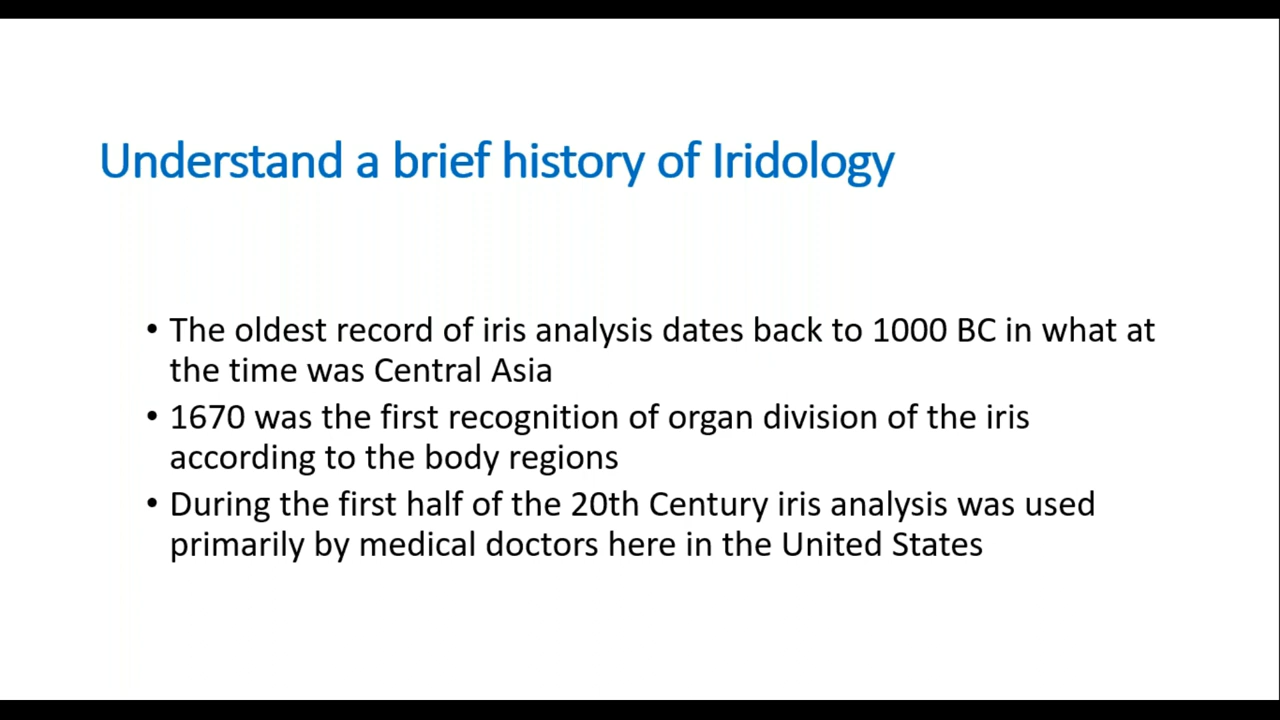 Understand a brief history of Iridology
• The oldest record of iris analysis dates back to 1000 BC in what at
the time was Central Asia
• 1670 was the first recognition of organ division of the iris
according to the body regions
• During the first half of the 20th Century iris analysis was used
primarily by medical doctors here in the United States